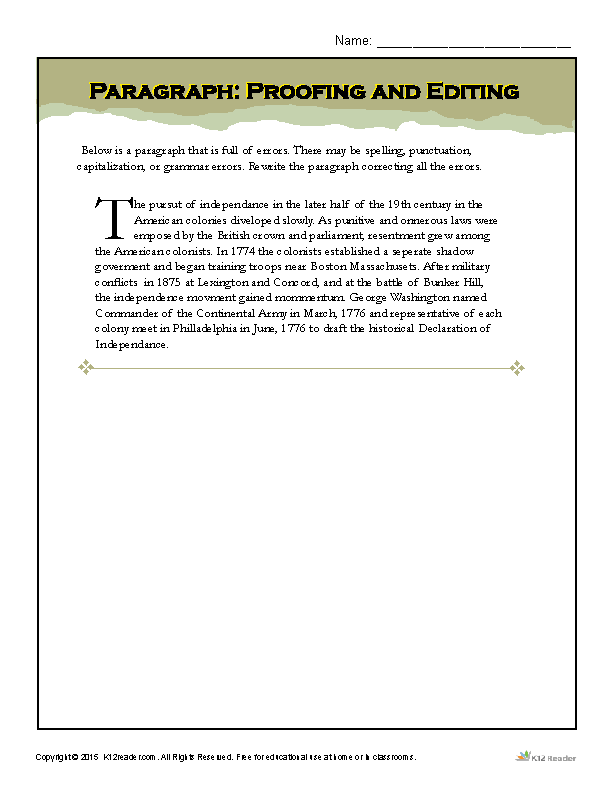 Name: ____________________________
Paragraph: Proofing and Editing
Below is a paragraph that is full of errors. There may be spelling, punctuation,
capitalization, or grammar errors. Rewrite the paragraph correcting all the errors.
The pursut of indepandence in the later half of the 19th century in the
American colonies diveloped slowly. As punitive and onnerous laws were
emposed by the British crown and parliament, resentment grew among
the American colonists. In 1774 the colonists established a seperate shadow
goverment and began training troops near Boston Massachusets. After military
conflicts in 1875 at Lexington and Concord, and at the battle of Bunker Hill,
the independence movment gained mommentum. George Washington named
Commander of the Continental Army in March, 1776 and representative of each
colony meet in Philladelphia in June, 1776 to draft the historical Declaration of
Indepandance.
Copyright © 2015 K12reader.com. All Rights Reserved. Free for educational use at home or in classrooms.
K12 Reader